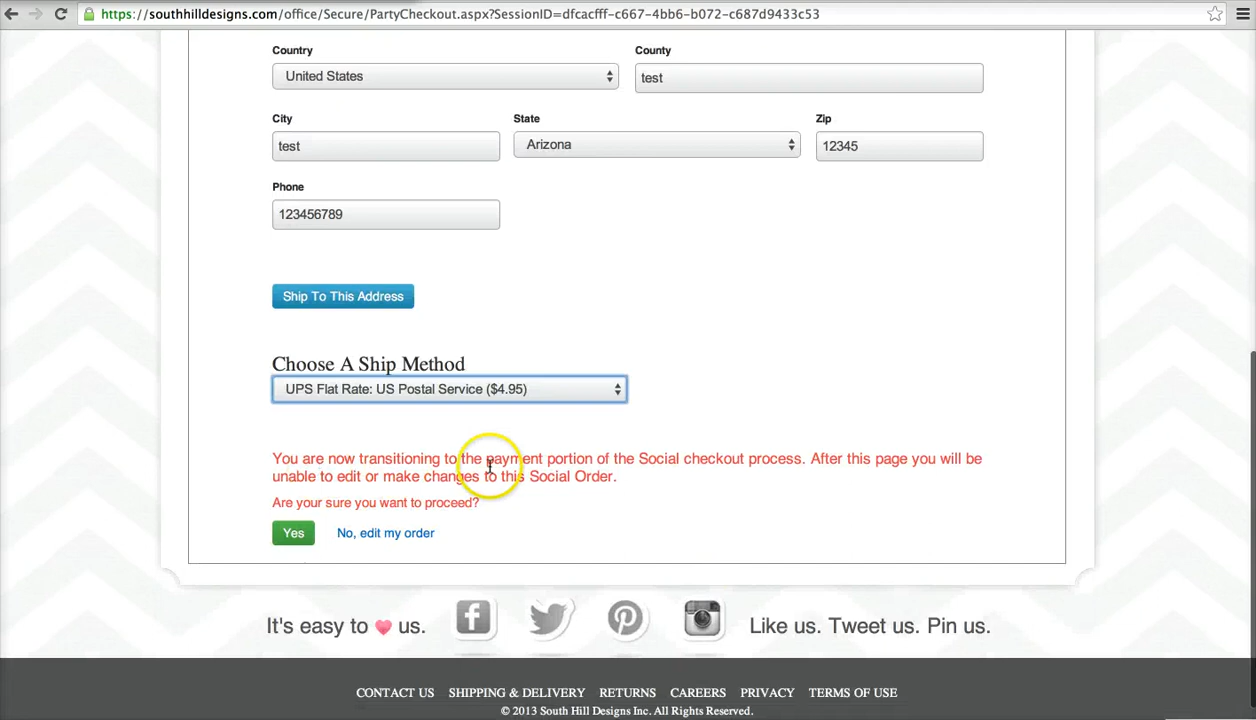 https://southhilldesigns.com/office/Secure/PartyCheckout.aspx?SessionID=dfcacfff-c667-4bb6-b072-c687d9433c53
Country County
United States test
City State Zip
test Arizona 12345
Phone
123456789
Ship To This Address
Choose A Ship Method
UPS Flat Rate: US Postal Service ($4.95)
You are now transitioning to the payment portion of the Social checkout process. After this page you will be
unable to edit or make changes to this Social Order.
Are your sure you want to proceed?
Yes No, edit my order
It's easy to us. Like us. Tweet us. Pin us.
CONTACT US SHIPPING & DELIVERY RETURNS CAREERS PRIVACY TERMS OF USE
© 2013 South Hill Designs Inc. All Rights Reserved.